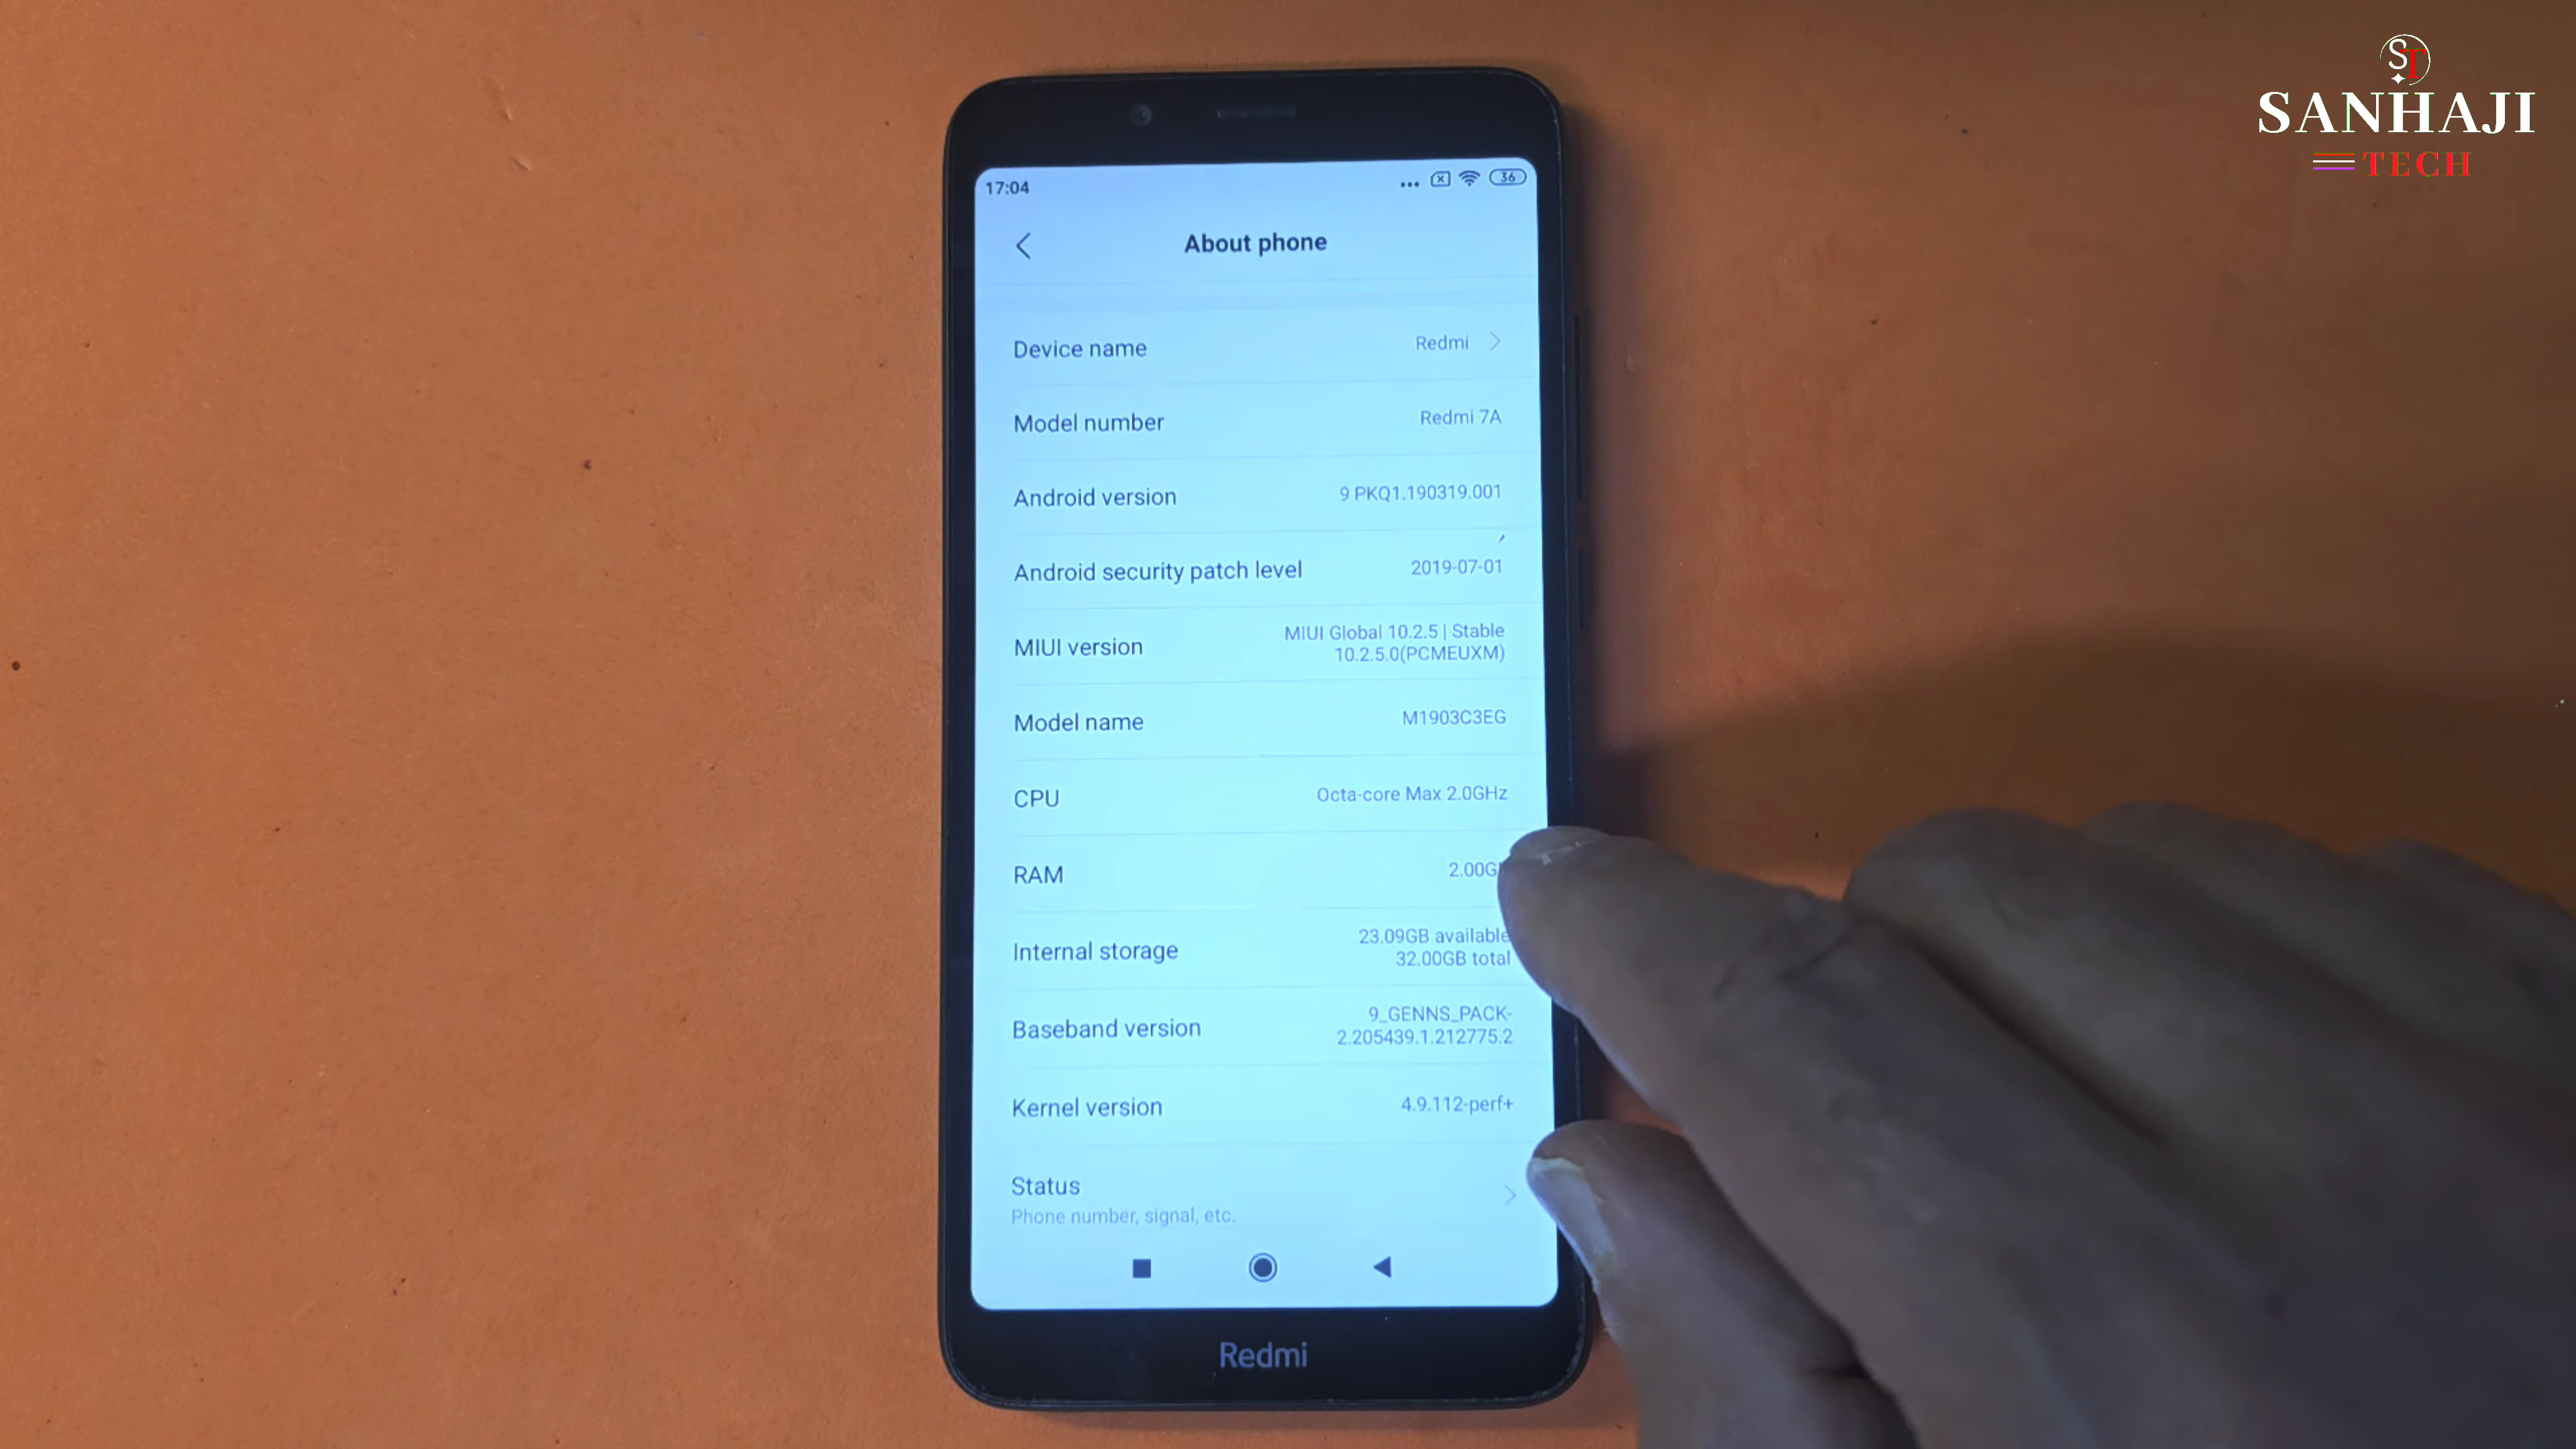 ST
SANHAJI
TECH
17:04
36
About phone
Device name
Redmi
Model number
Redmi 7A
Android version
9 PKQ1.190319.001
Android security patch level
2019-07-01
MIUI version
MIUI Global 10.2.5 | Stable
10.2.5.0(PCMEUXM)
Model name
M1903C3EG
CPU
Octa-core Max 2.0GHz
RAM
2.00G
Internal storage
23.09GB available
32.00GB total
Baseband version
9_GENNS_PACK-
2.205439.1.212775.2
Kernel version
4.9.112-perf+
Status
Phone number, signal, etc.
Redmi